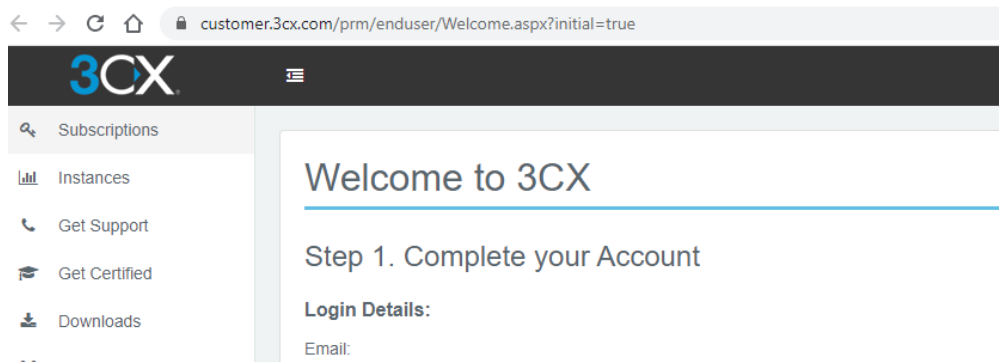 customer.3cx.com/prm/enduser/Welcome.aspx?initial=true
3CX
Subscriptions
Instances
Get Support
Get Certified
Downloads
Welcome to 3CX
Step 1. Complete your Account
Login Details:
Email: